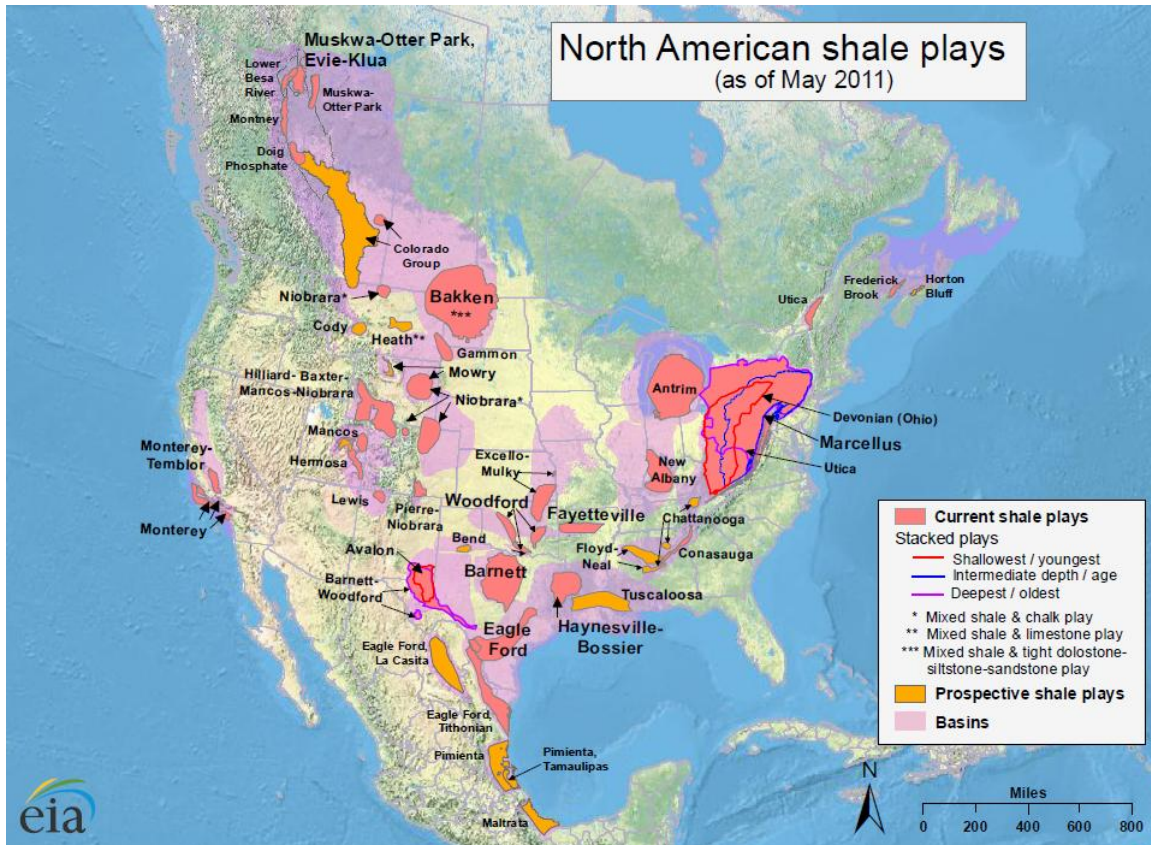 North American shale plays
(as of May 2011)
Muskwa-Otter Park,
Evie-Klua
Lower
Besa
River
Muskwa-
Otter Park
Montney
Doig
Phosphate
Colorado
Group
Niobrara*
Bakken
***
Cody
Heath**
Gammon
Mowry
Hilliard- Baxter-
Mancos-Niobrara
Niobrara*
Antrim
Utica
Frederick
Brook
Horton
Bluff
Devonian (Ohio)
Marcellus
Utica
Mancos
Hermosa
Monterey-
Temblor
Monterey
Lewis
Pierre-
Niobrara
Excello-
Mulky
New
Albany
Woodford
Fayetteville
Chattanooga
Bend
Floyd-
Neal
Conasauga
Avalon
Barnett
Barnett-
Woodford
Tuscaloosa
Haynesville-
Bossier
Eagle
Ford
Eagle Ford,
La Casita
Eagle Ford,
Tithonian
Pimienta
Pimienta,
Tamaulipas
Maltrata
Current shale plays
Stacked plays
Shallowest / youngest
Intermediate depth / age
Deepest / oldest
* Mixed shale & chalk play
** Mixed shale & limestone play
*** Mixed shale & tight dolostone-
siltstone-sandstone play
Prospective shale plays
Basins
N
Miles
0 200 400 600 800
eia